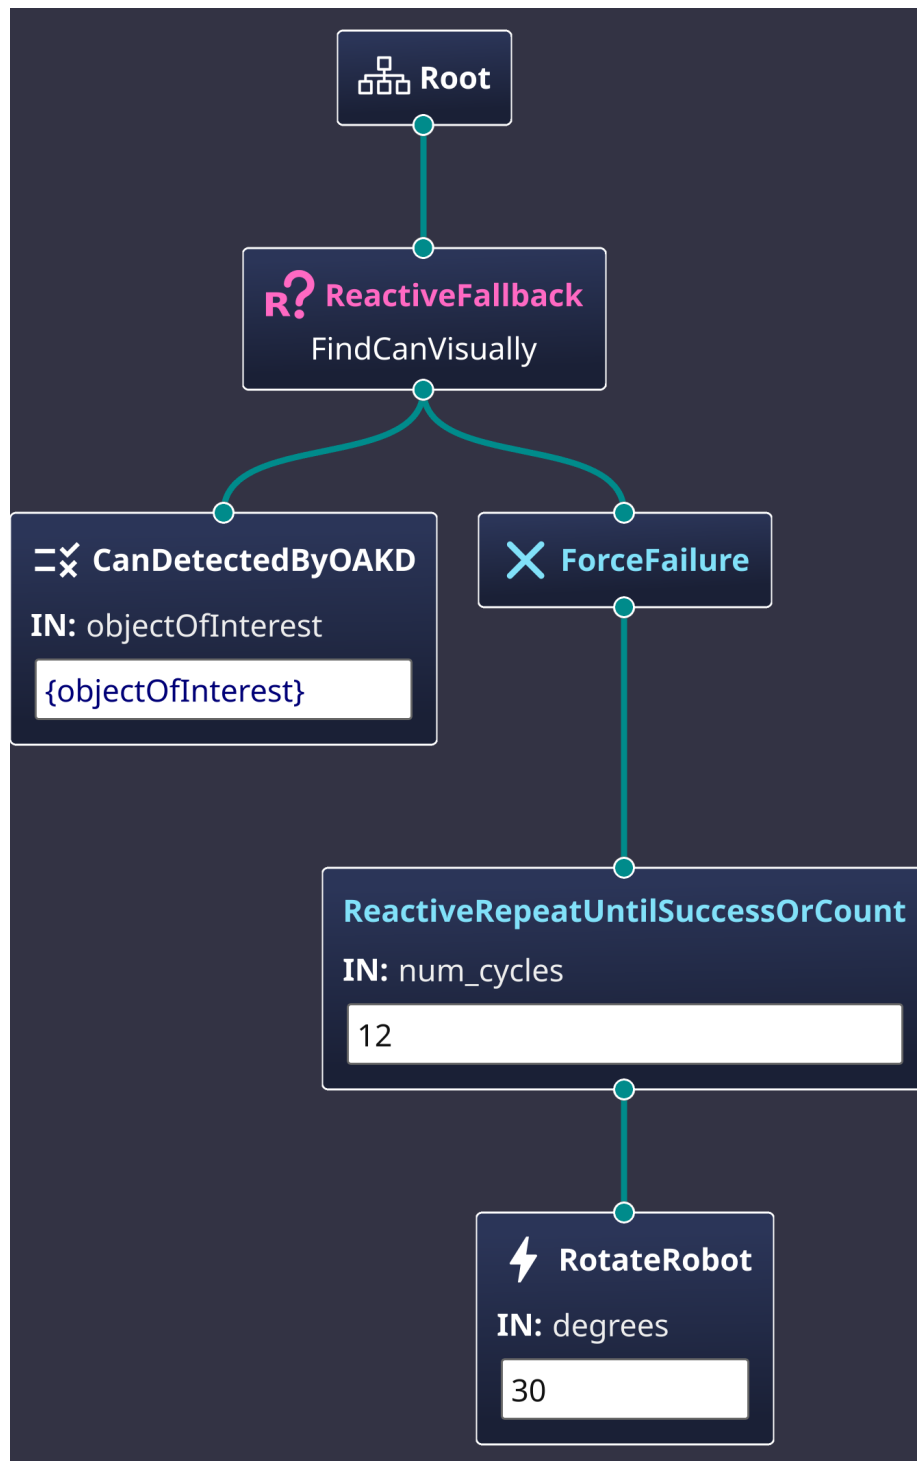 Root
R? ReactiveFallback
FindCanVisually
CanDetectedByOAKD
IN: objectOfInterest
{objectOfInterest}
ForceFailure
ReactiveRepeatUntilSuccessOrCount
IN: num_cycles
12
RotateRobot
IN: degrees
30